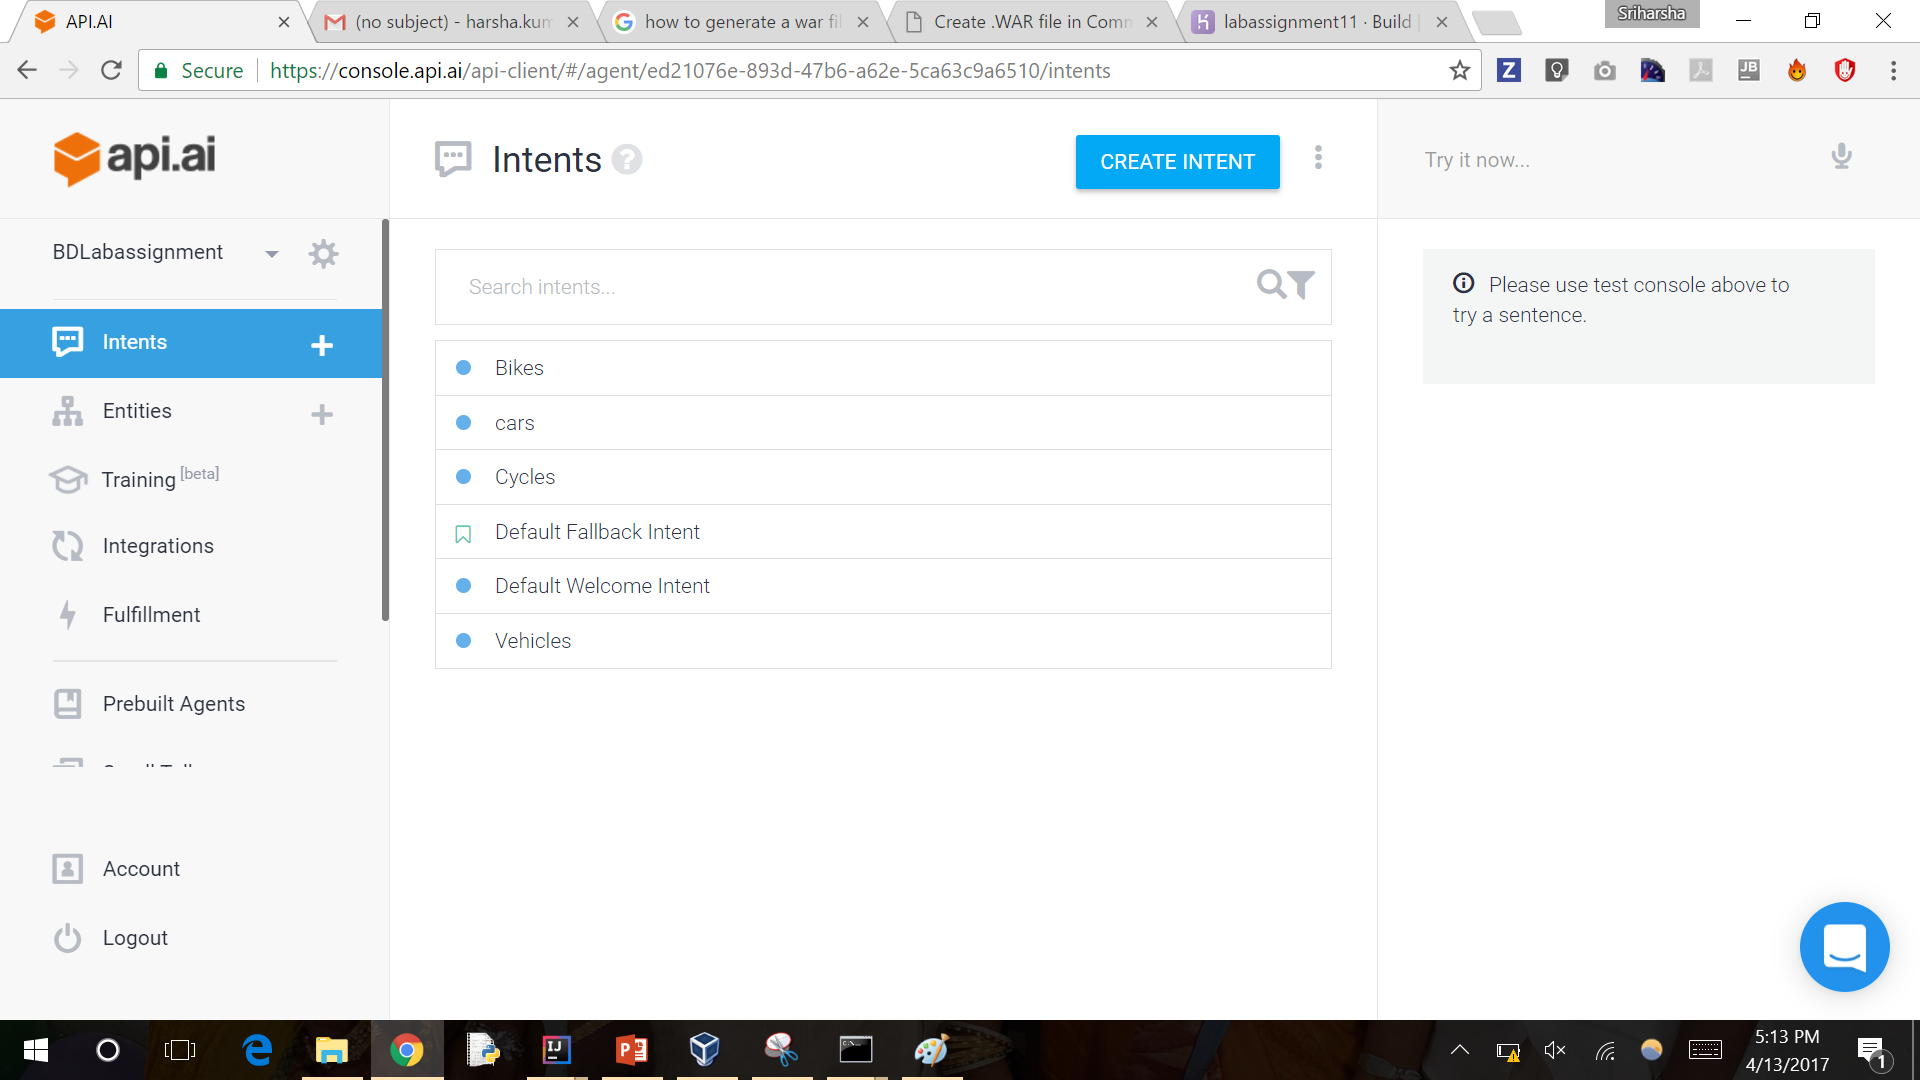 Sriharsha
API.AI
(no subject) - harsha.kum
how to generate a war fil
Create .WAR file in Comm
labassignment11 · Build |
Secure
https://console.api.ai/api-client/#/agent/ed21076e-893d-47b6-a62e-5ca63c9a6510/intents
Z
JB
api.ai
Intents
?
CREATE INTENT
Try it now...
BDLabassignment
Search intents...
Please use test console above to
try a sentence.
Intents
Entities
Training [beta]
Integrations
Fulfillment
Prebuilt Agents
Account
Logout
Bikes
cars
Cycles
Default Fallback Intent
Default Welcome Intent
Vehicles
IJ
5:13 PM
4/13/2017
1